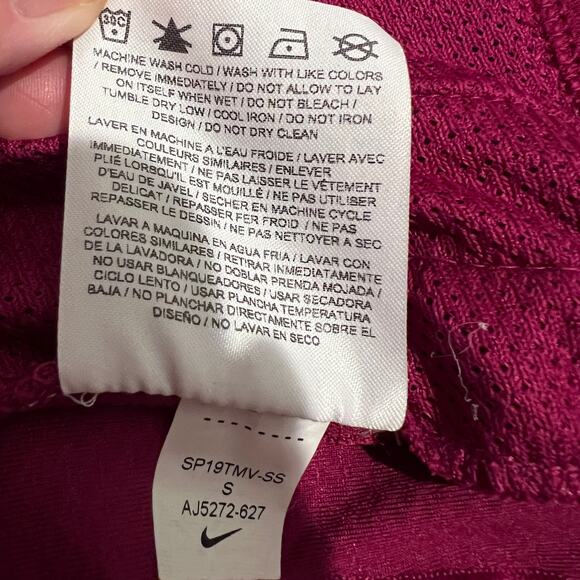 30C
MACHINE WASH COLD / WASH WITH LIKE COLORS
/ REMOVE IMMEDIATELY / DO NOT ALLOW TO LAY
ON ITSELF WHEN WET / DO NOT BLEACH /
TUMBLE DRY LOW / COOL IRON / DO NOT IRON
DESIGN / DO NOT DRY CLEAN
LAVER EN MACHINE A L'EAU FROIDE / LAVER AVEC
COULEURS SIMILAIRES / ENLEVER
IMMEDIATEMENT / NE PAS LAISSER LE VÊTEMENT
PLIÉ LORSQU'IL EST MOUILLÉ / NE PAS UTILISER
D'EAU DE JAVEL / SECHER EN MACHINE CYCLE
DELICAT / REPASSER FER FROID / NE PAS
REPASSER LE DESSIN / NE PAS NETTOYER A SEC
LAVAR A MAQUINA EN AGUA FRIA / LAVAR CON
COLORES SIMILARES / RETIRAR INMEDIATAMENTE
DE LA LAVADORA / NO DOBLAR PRENDA MOJADA /
NO USAR BLANQUEADORES / USAR SECADORA
CICLO LENTO / USAR PLANCHA TEMPERATURA
BAJA / NO PLANCHAR DIRECTAMENTE SOBRE EL
DISEÑO / NO LAVAR EN SECO
SP19TMV-SS
S
AJ5272-627